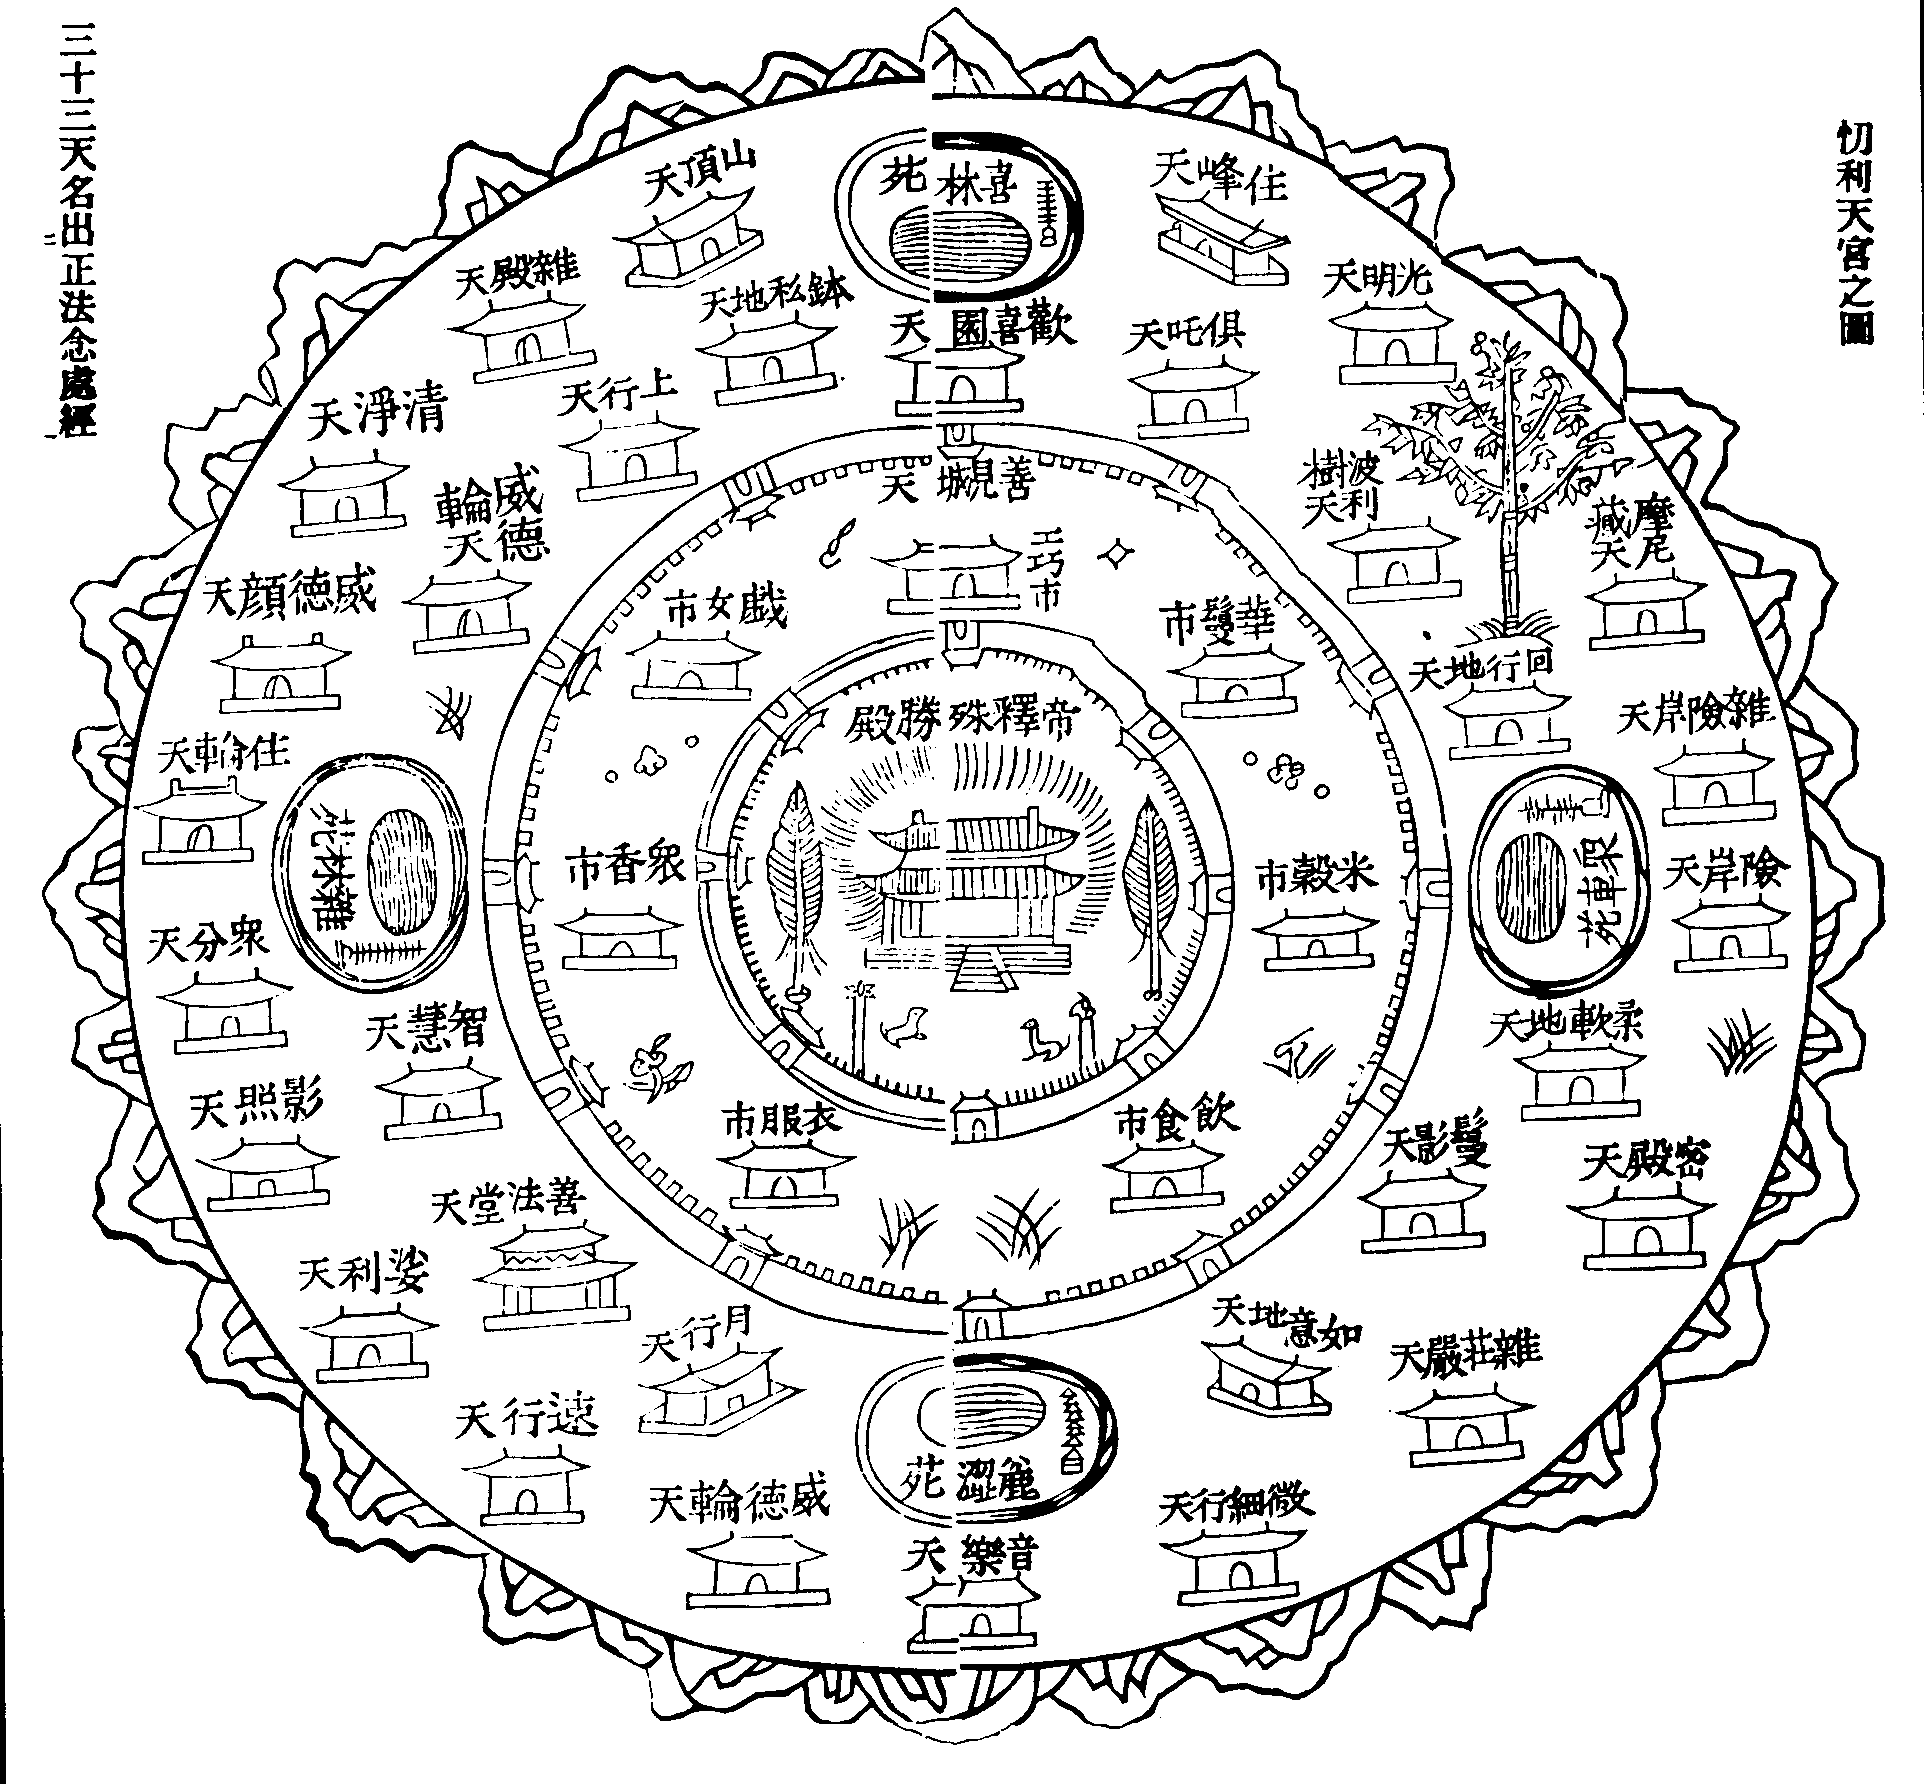 忉利天宮之圖
三十三天名出正法念處經
喜林苑
歡喜園天
善見城天
工巧市
帝釋殊勝殿
住峰天
光明天
俱吒天
波利樹天
摩尼藏天
回行地天
雜險岸天
險岸天
衆車苑
柔軟地天
鬘影天
密殿天
如意地天
雜莊嚴天
微細行天
音樂天
麁澀苑
威德輪天
速行天
月行天
娑利天
善法堂天
影照天
智慧天
衆分天
雜林苑
住輪天
威德顔天
威德輪天
清淨天
上行天
雜殿天
鉢私地天
山頂天
華鬘市
米穀市
飲食市
衣服市
衆香市
戯女市